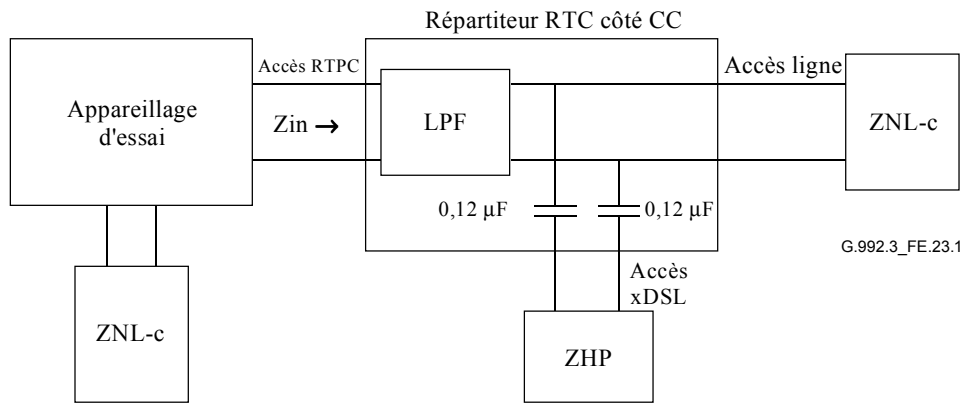 Répartiteur RTC côté CC
Appareillage
d'essai
Accès RTPC
Zin →
LPF
Accès ligne
ZNL-c
0,12 µF
0,12 µF
G.992.3_FE.23.1
Accès
xDSL
ZNL-c
ZHP